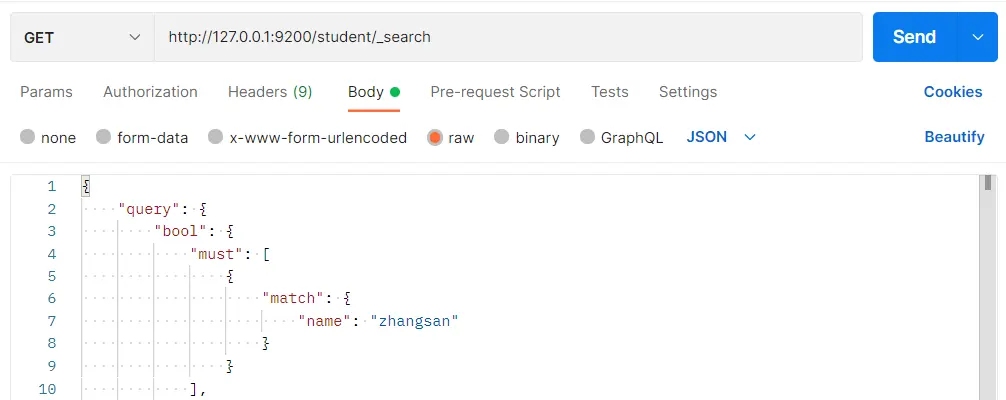 GET http://127.0.0.1:9200/student/_search Send
Params Authorization Headers (9) Body Pre-request Script Tests Settings Cookies
none form-data x-www-form-urlencoded raw binary GraphQL JSON Beautify
1 {
2 "query": {
3 "bool": {
4 "must": [
5 {
6 "match": {
7 "name": "zhangsan"
8 }
9 }
10 ],